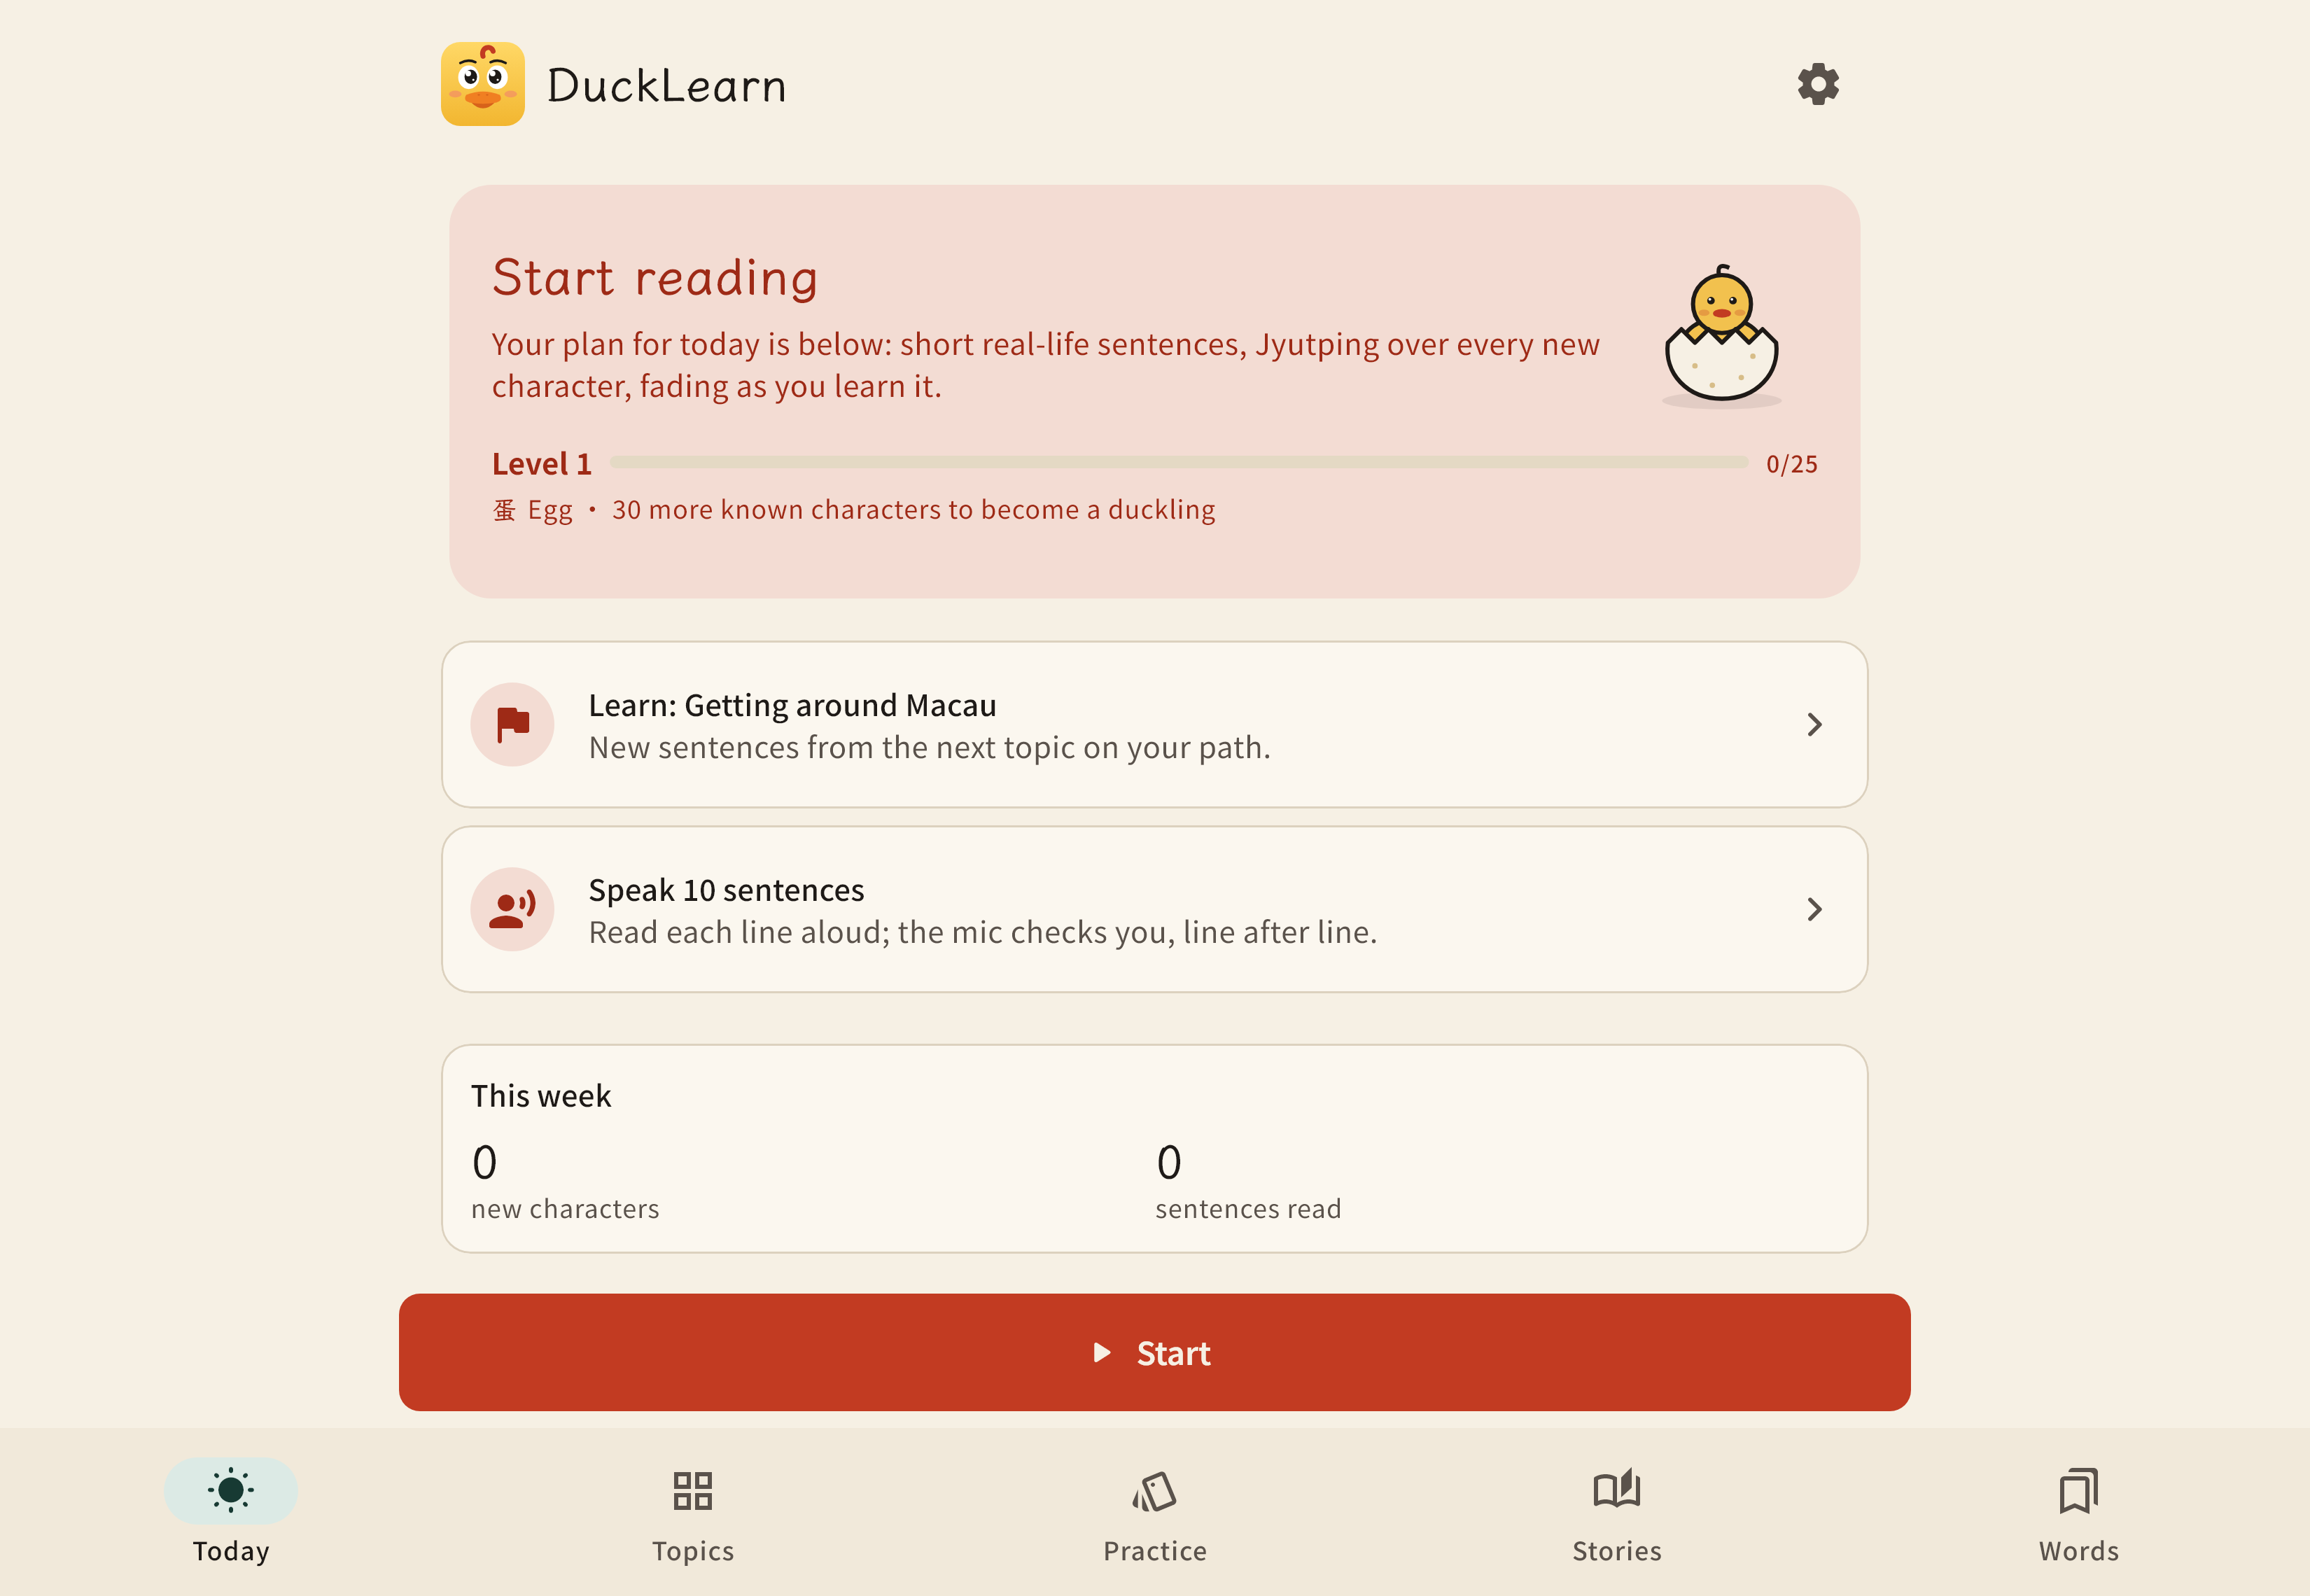 DuckLearn
Start reading
Your plan for today is below: short real-life sentences, Jyutping over every new
character, fading as you learn it.
Level 1
0/25
蛋 Egg · 30 more known characters to become a duckling
Learn: Getting around Macau
New sentences from the next topic on your path.
Speak 10 sentences
Read each line aloud; the mic checks you, line after line.
This week
0
new characters
0
sentences read
Start
Today
Topics
Practice
Stories
Words